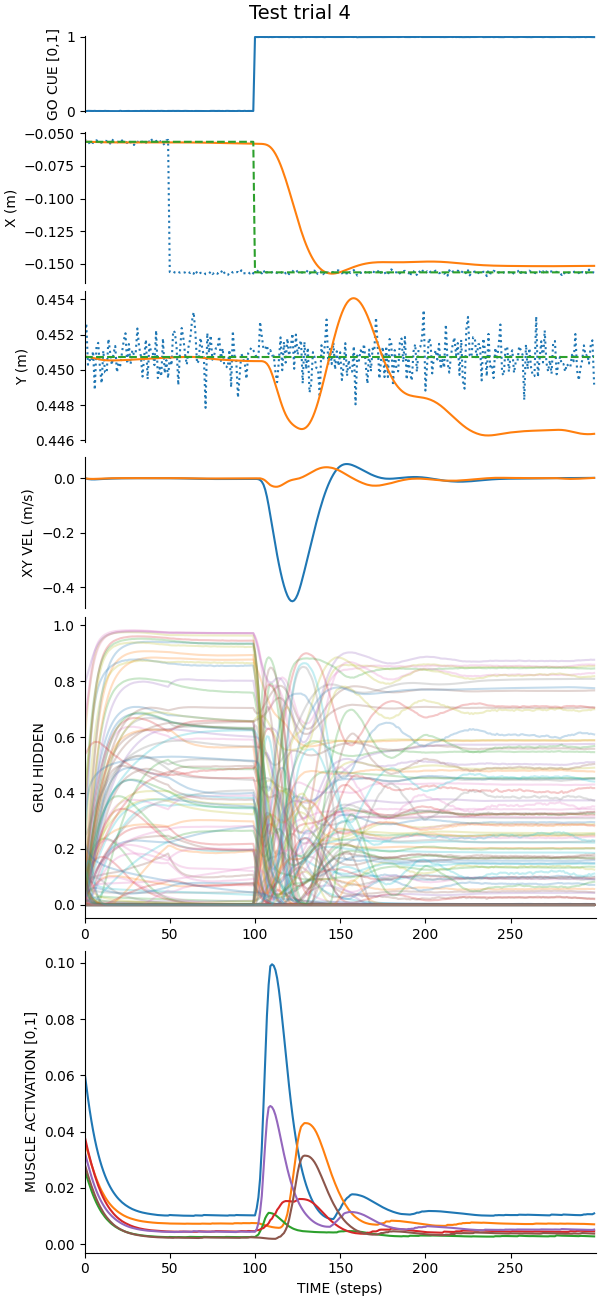 Test trial 4
GO CUE [0,1]
1
0
X (m)
−0.050
−0.075
−0.100
−0.125
−0.150
Y (m)
0.454
0.452
0.450
0.448
0.446
XY VEL (m/s)
0.0
−0.2
−0.4
GRU HIDDEN
1.0
0.8
0.6
0.4
0.2
0.0
0 50 100 150 200 250
MUSCLE ACTIVATION [0,1]
0.10
0.08
0.06
0.04
0.02
0.00
0 50 100 150 200 250
TIME (steps)